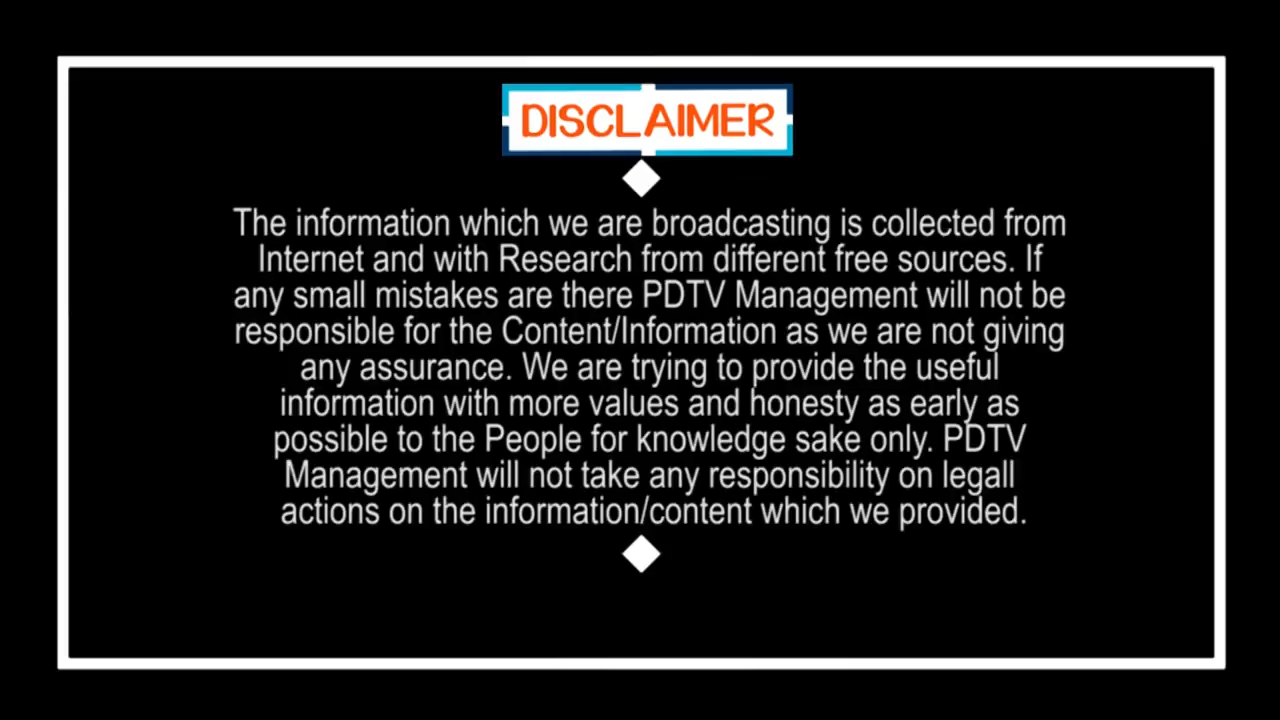 DISCLAIMER
The information which we are broadcasting is collected from
Internet and with Research from different free sources. If
any small mistakes are there PDTV Management will not be
responsible for the Content/Information as we are not giving
any assurance. We are trying to provide the useful
information with more values and honesty as early as
possible to the People for knowledge sake only. PDTV
Management will not take any responsibility on legall
actions on the information/content which we provided.